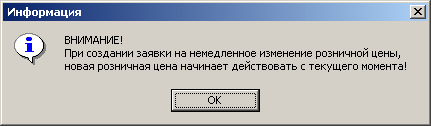 Информация
ВНИМАНИЕ!
При создании заявки на немедленное изменение розничной цены,
новая розничная цена начинает действовать с текущего момента!
OK